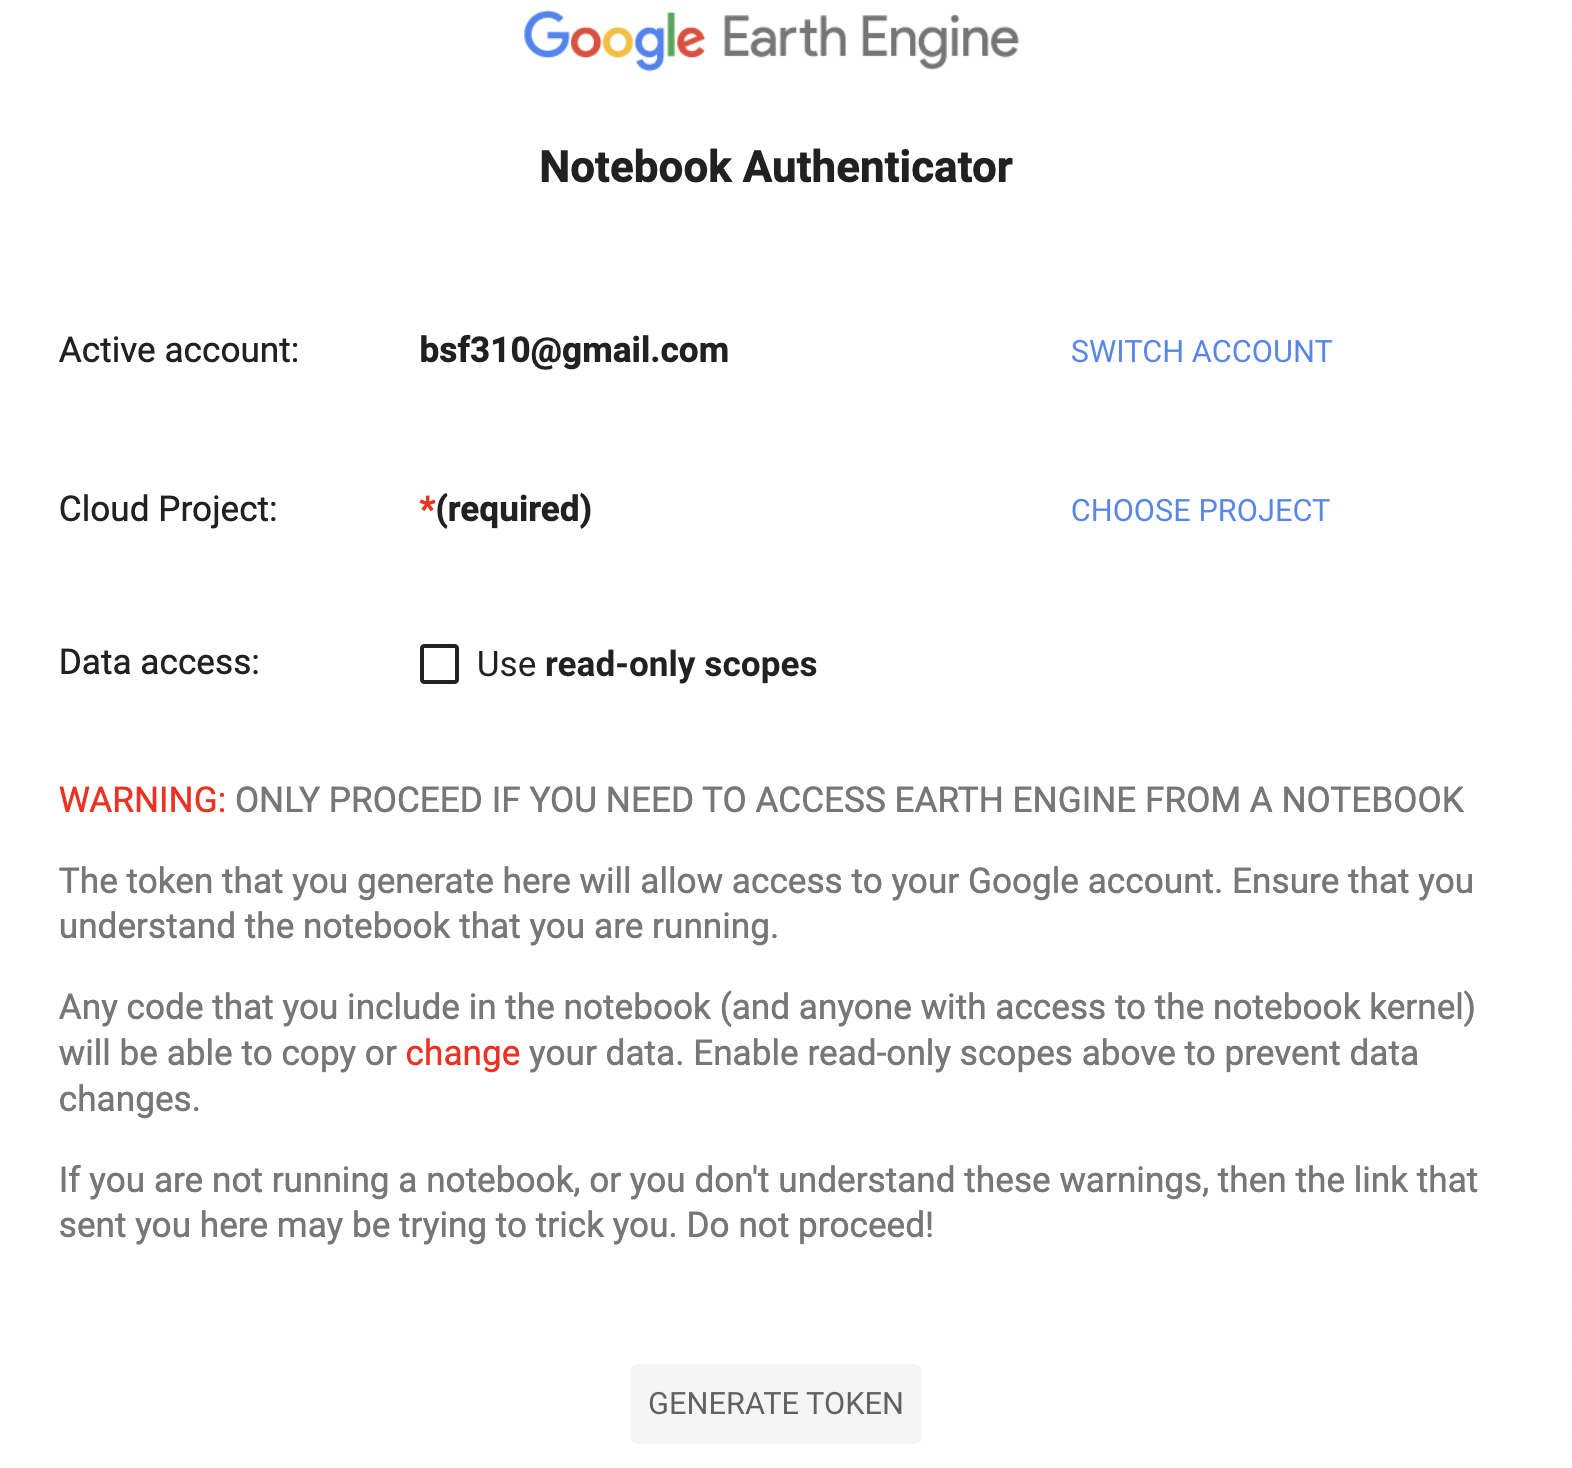 Google Earth Engine
Notebook Authenticator
Active account: bsf310@gmail.com SWITCH ACCOUNT
Cloud Project: *(required) CHOOSE PROJECT
Data access: Use read-only scopes
WARNING: ONLY PROCEED IF YOU NEED TO ACCESS EARTH ENGINE FROM A NOTEBOOK
The token that you generate here will allow access to your Google account. Ensure that you
understand the notebook that you are running.
Any code that you include in the notebook (and anyone with access to the notebook kernel)
will be able to copy or change your data. Enable read-only scopes above to prevent data
changes.
If you are not running a notebook, or you don't understand these warnings, then the link that
sent you here may be trying to trick you. Do not proceed!
GENERATE TOKEN